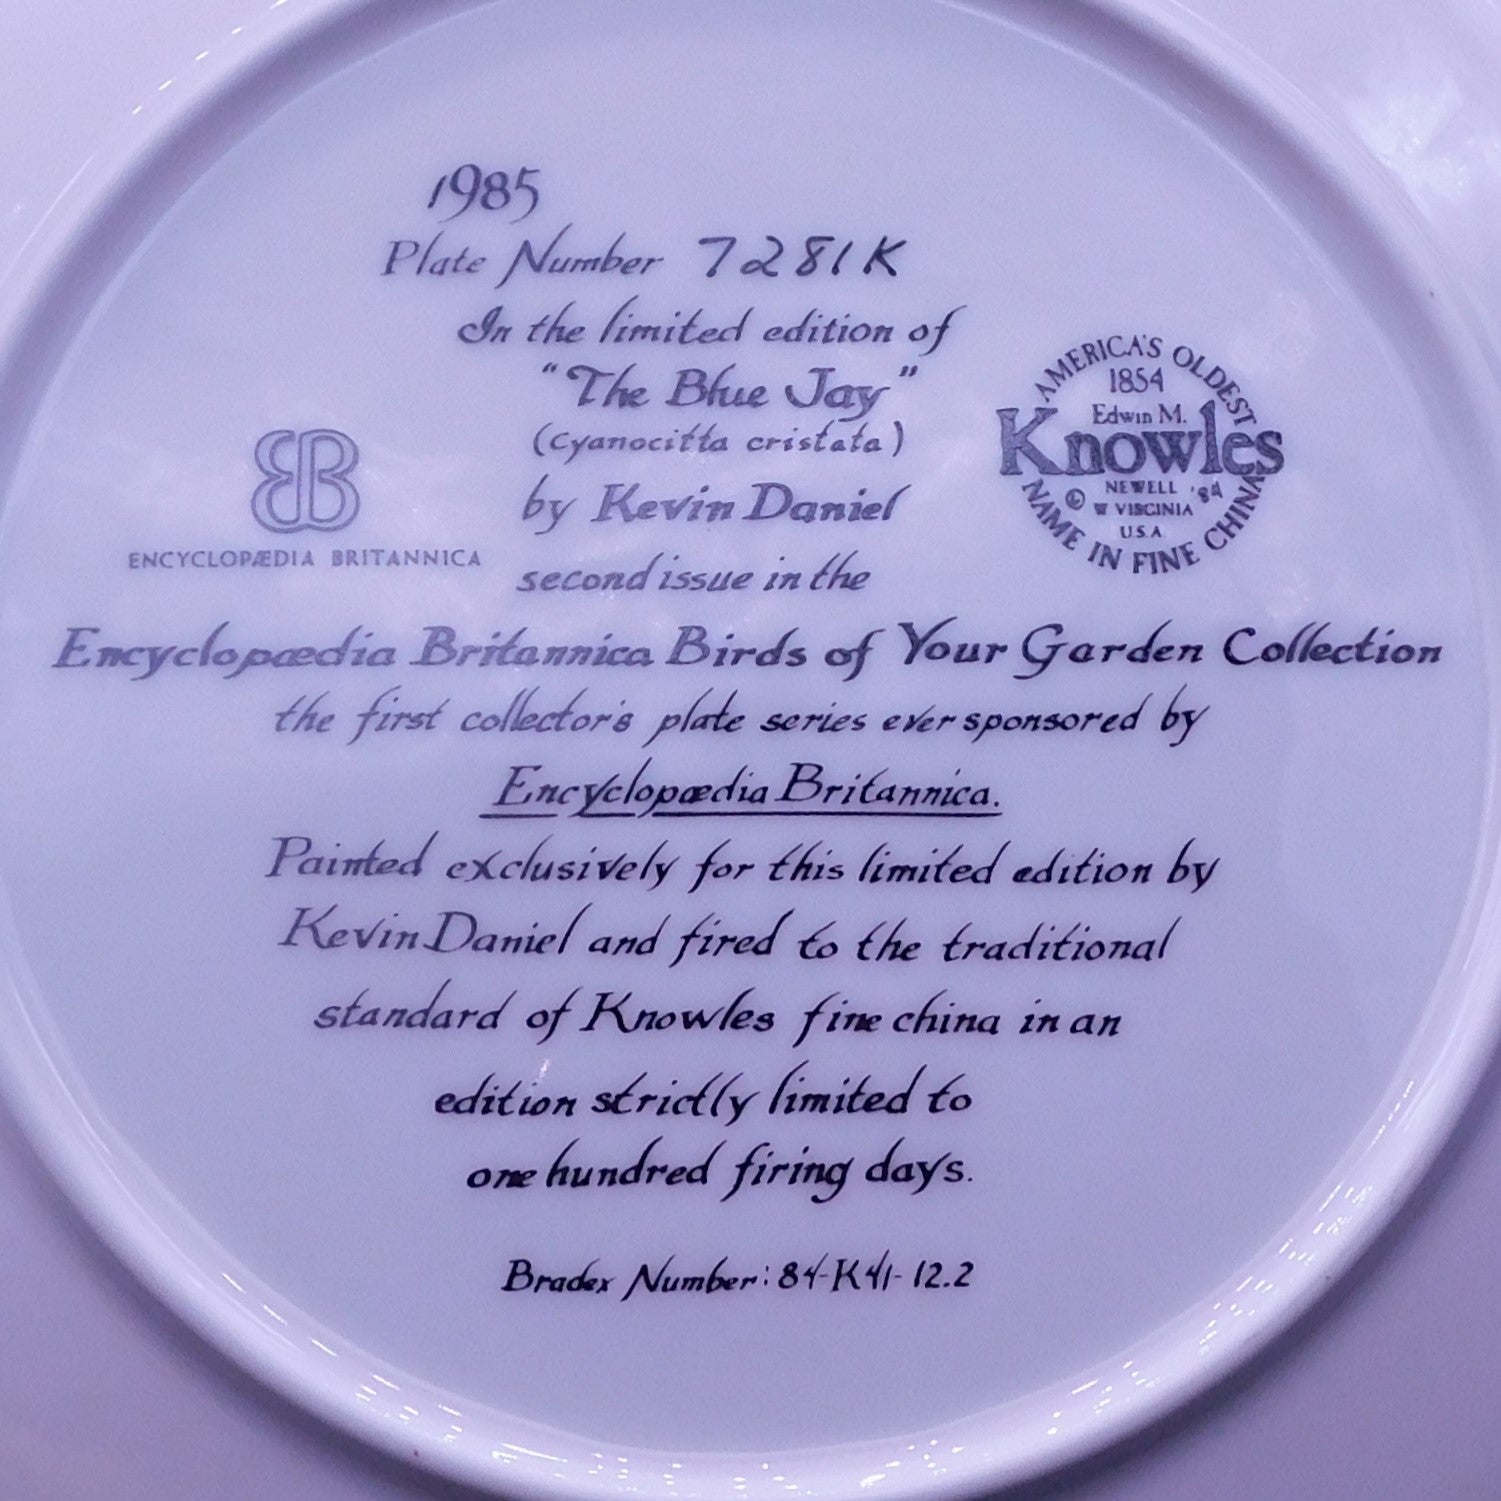 1985
Plate Number 7281K
In the limited edition of
"The Blue Jay"
(Cyanocitta cristata)
by Kevin Daniel
second issue in the
ENCYCLOPÆDIA BRITANNICA
AMERICA'S OLDEST
1854
Edwin M.
Knowles
NEWELL '84
© W VIRGINIA
U.S.A
NAME IN FINE CHINA
Encyclopædia Britannica Birds of Your Garden Collection
the first collector's plate series ever sponsored by
Encyclopædia Britannica.
Painted exclusively for this limited edition by
Kevin Daniel and fired to the traditional
standard of Knowles fine china in an
edition strictly limited to
one hundred firing days.
Bradex Number: 84-K41-12.2